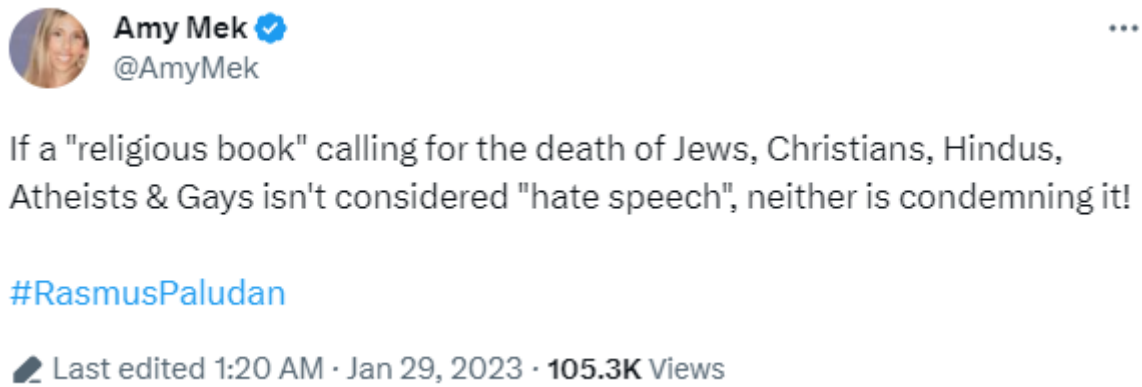 Amy Mek
@AmyMek
If a "religious book" calling for the death of Jews, Christians, Hindus,
Atheists & Gays isn't considered "hate speech", neither is condemning it!
#RasmusPaludan
Last edited 1:20 AM · Jan 29, 2023 · 105.3K Views